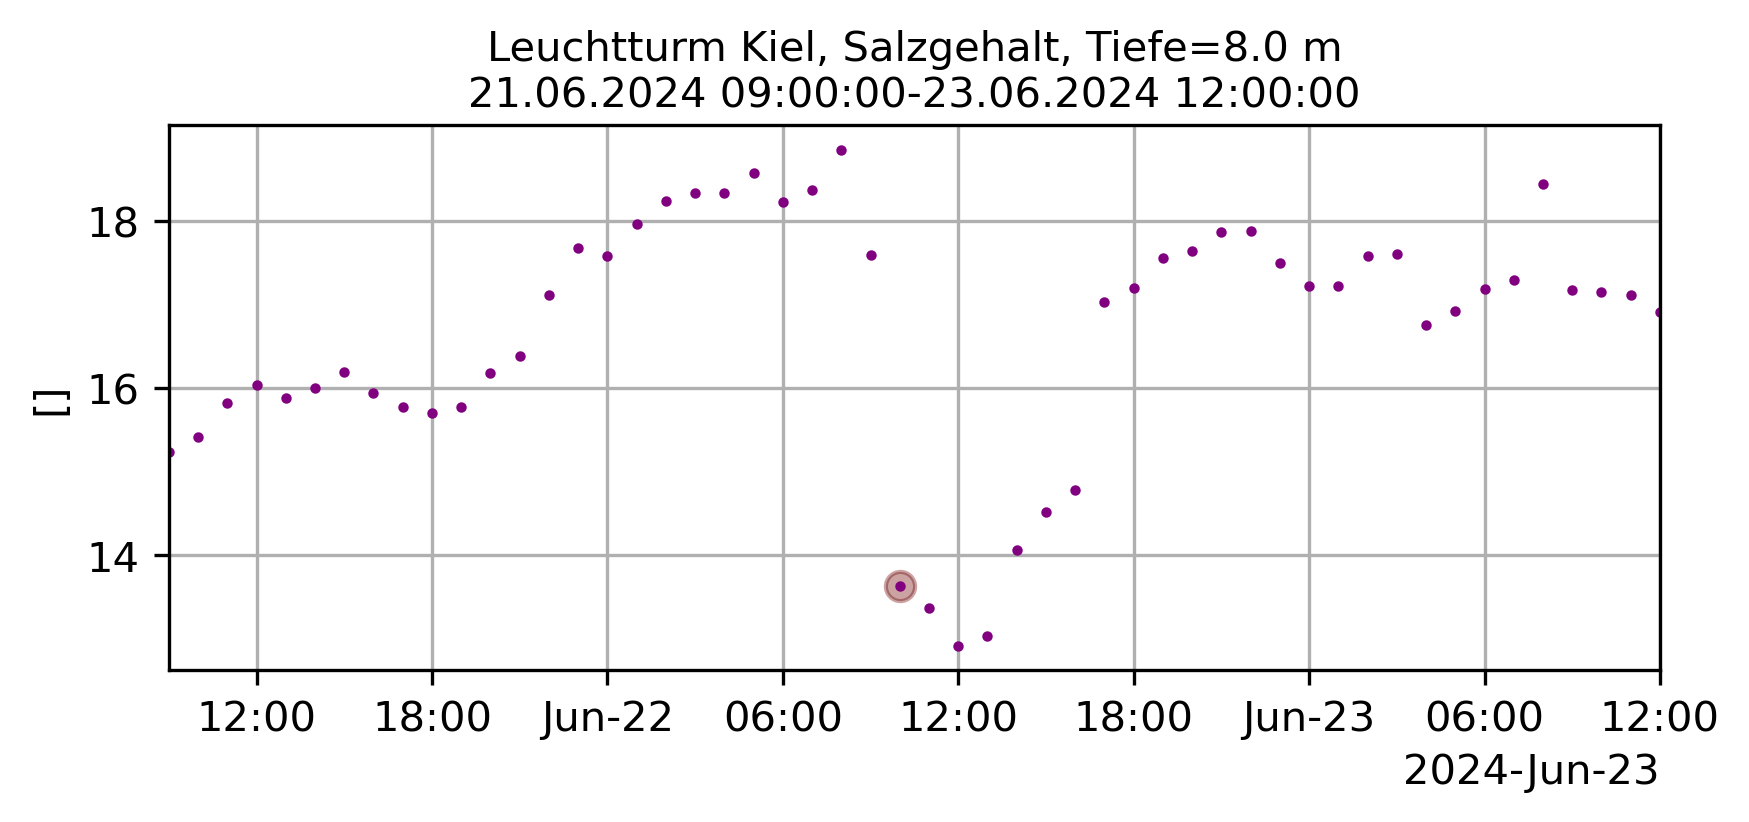 Leuchtturm Kiel, Salzgehalt, Tiefe=8.0 m
21.06.2024 09:00:00-23.06.2024 12:00:00
18
16
14
[]
12:00 18:00 Jun-22 06:00 12:00 18:00 Jun-23 06:00 12:00
2024-Jun-23